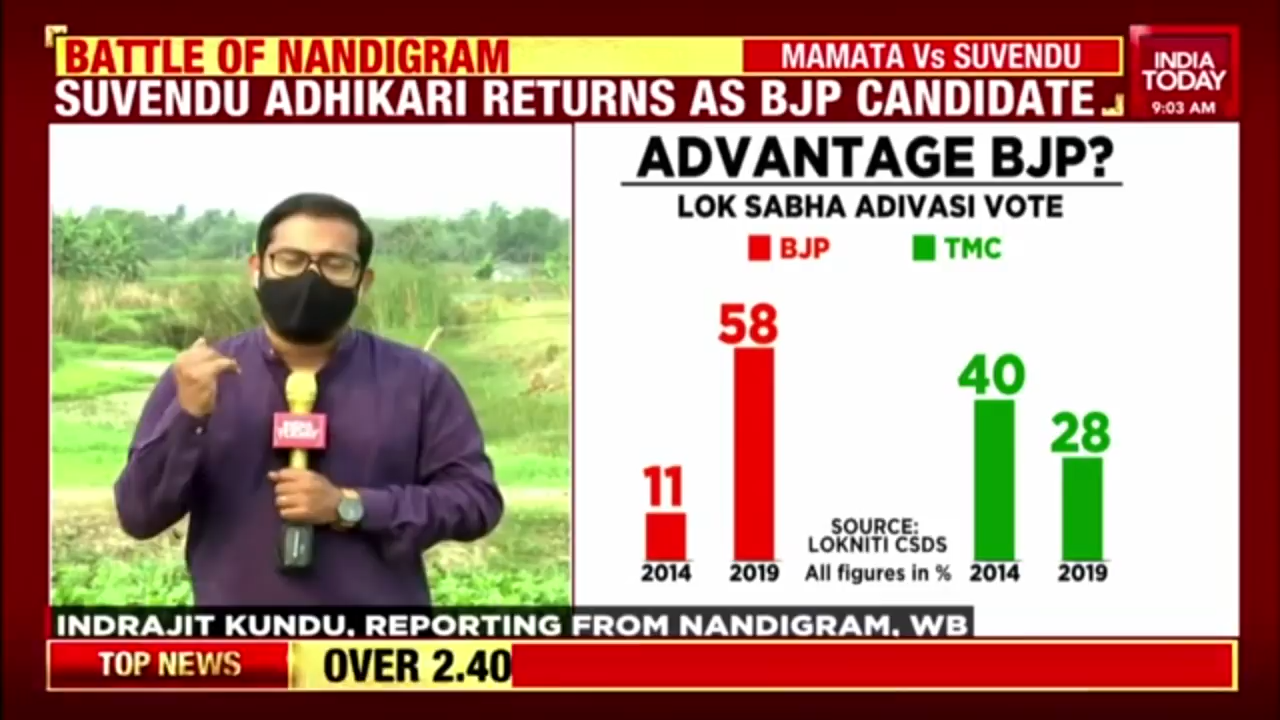 BATTLE OF NANDIGRAM
MAMATA Vs SUVENDU
SUVENDU ADHIKARI RETURNS AS BJP CANDIDATE
INDIA
TODAY
9:03 AM
ADVANTAGE BJP?
LOK SABHA ADIVASI VOTE
BJP TMC
58
40
28
11
SOURCE:
LOKNITI CSDS
All figures in %
2014 2019 2014 2019
INDIA
TODAY
INDRAJIT KUNDU, REPORTING FROM NANDIGRAM, WB
TOP NEWS
OVER 2.40